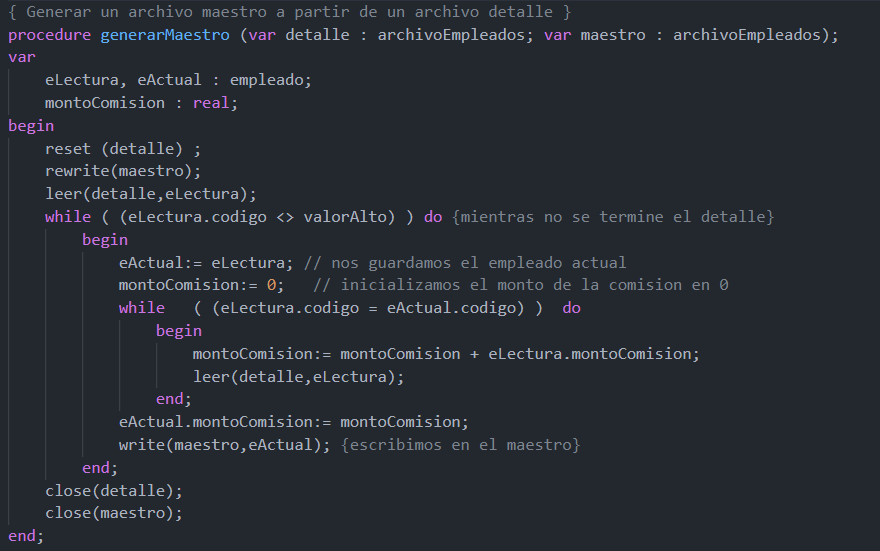 { Generar un archivo maestro a partir de un archivo detalle }
procedure generarMaestro (var detalle : archivoEmpleados; var maestro : archivoEmpleados);
var
    eLectura, eActual : empleado;
    montoComision : real;
begin
    reset (detalle) ;
    rewrite(maestro);
    leer(detalle,eLectura);
    while ( (eLectura.codigo <> valorAlto) ) do {mientras no se termine el detalle}
        begin
            eActual:= eLectura; // nos guardamos el empleado actual
            montoComision:= 0;   // inicializamos el monto de la comision en 0
            while   ( (eLectura.codigo = eActual.codigo) )  do
                begin
                    montoComision:= montoComision + eLectura.montoComision;
                    leer(detalle,eLectura);
                end;
            eActual.montoComision:= montoComision;
            write(maestro,eActual); {escribimos en el maestro}
        end;
    close(detalle);
    close(maestro);
end;